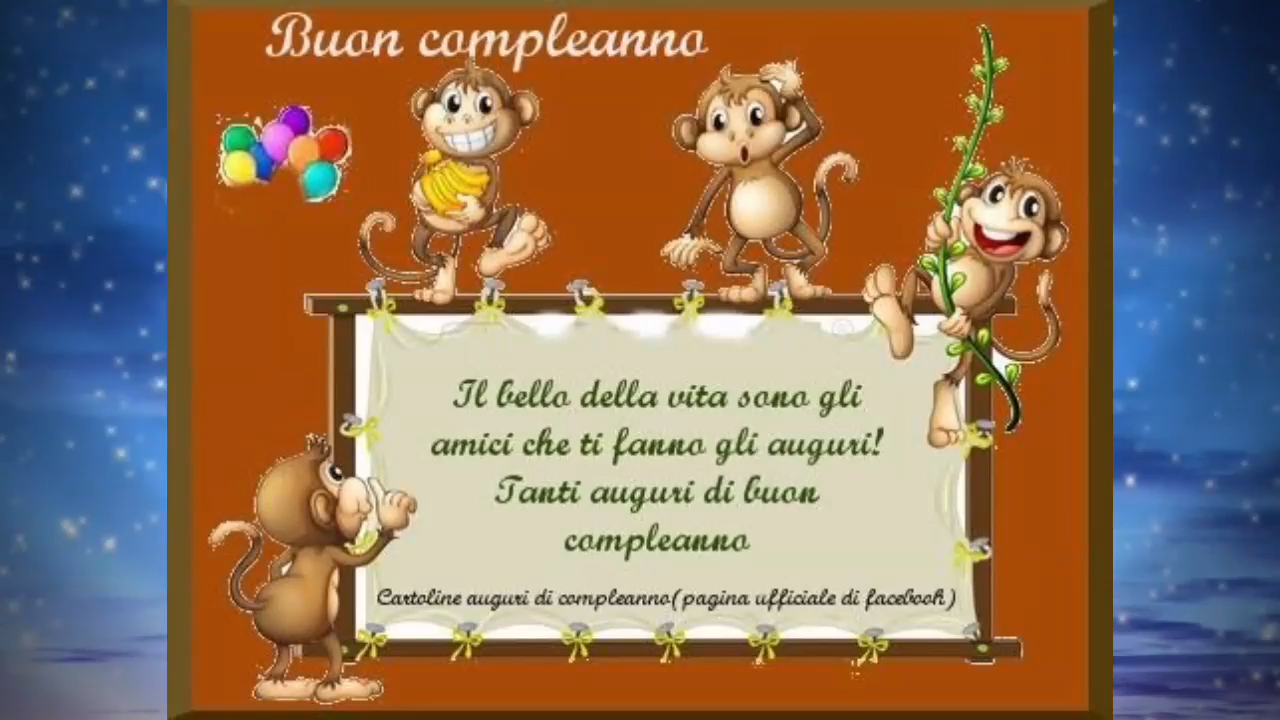 Buon compleanno
Il bello della vita sono gli
amici che ti fanno gli auguri!
Tanti auguri di buon
compleanno
Cartoline auguri di compleanno(pagina ufficiale di facebook)